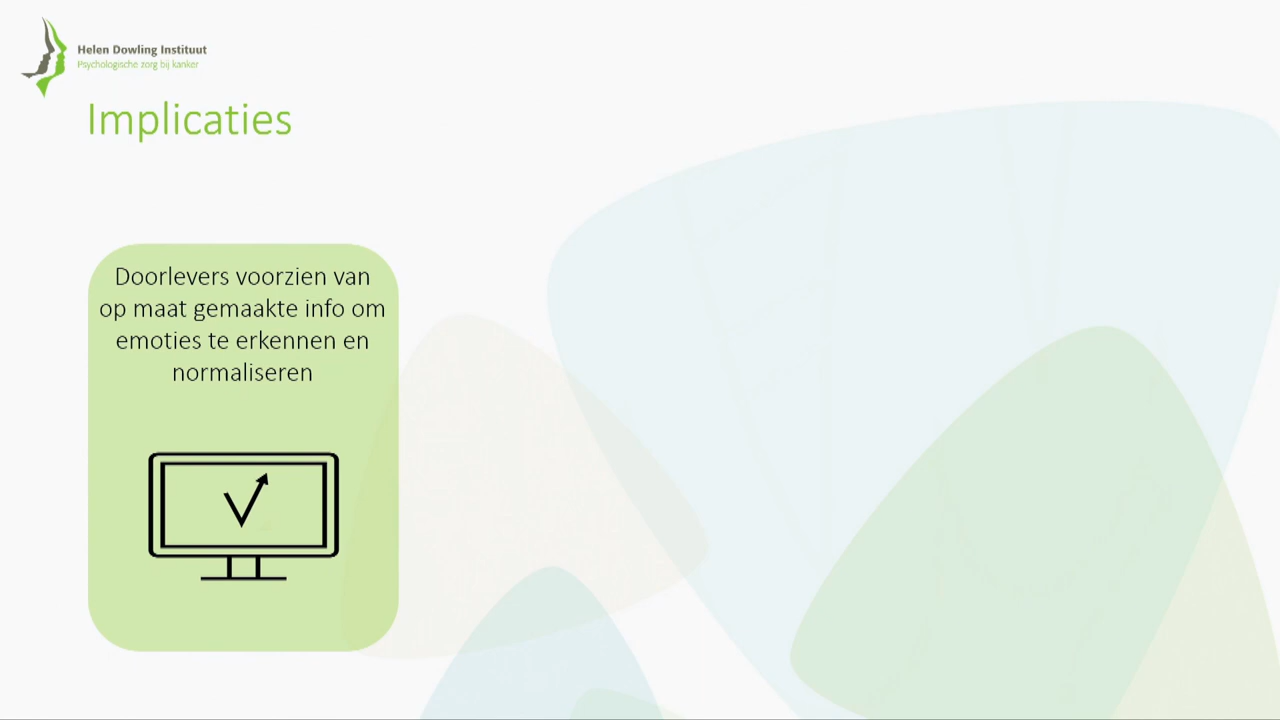 Helen Dowling Instituut
Psychologische zorg bij kanker
Implicaties
Doorlevers voorzien van
op maat gemaakte info om
emoties te erkennen en
normaliseren